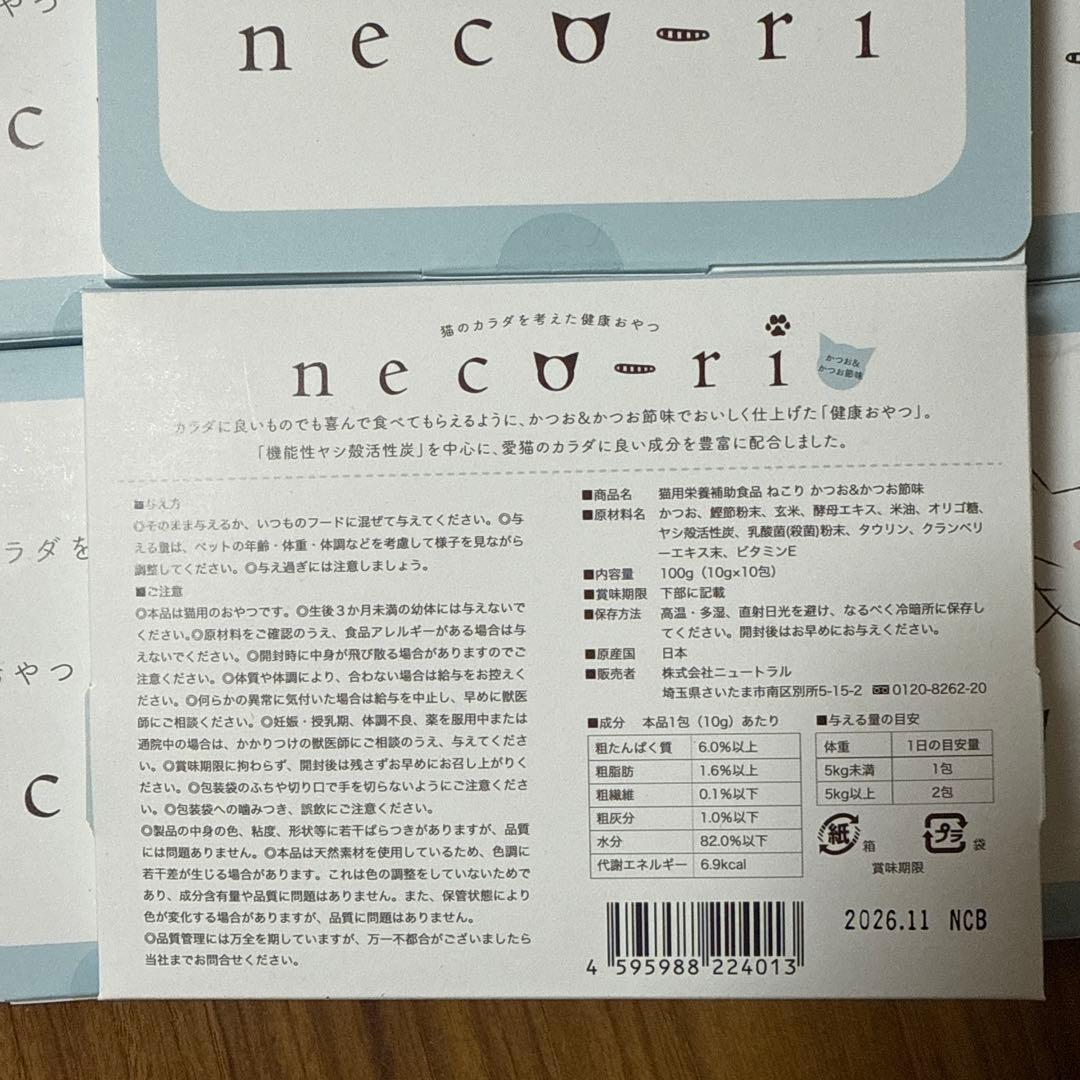 やつ
neco-ri
c
猫のカラダを考えた健康おやつ
neco-ri
かつお&
かつお節味
カラダに良いものでも喜んで食べてもらえるように、かつお&かつお節味でおいしく仕上げた「健康おやつ」。
「機能性ヤシ殻活性炭」を中心に、愛猫のカラダに良い成分を豊富に配合しました。
■与え方
◎そのまま与えるか、いつものフードに混ぜて与えてください。◎与
える量は、ペットの年齢・体重・体調などを考慮して様子を見ながら
調整してください。◎与え過ぎには注意しましょう。
■ご注意
◎本品は猫用のおやつです。◎生後3か月未満の幼体には与えないで
ください。◎原材料をご確認のうえ、食品アレルギーがある場合は与
えないでください。◎開封時に中身が飛び散る場合がありますのでご
注意ください。◎体質や体調により、合わない場合は給与をお控えく
ださい。◎何らかの異常に気付いた場合は給与を中止し、早めに獣医
師にご相談ください。◎妊娠・授乳期、体調不良、薬を服用中または
通院中の場合は、かかりつけの獣医師にご相談のうえ、与えてくださ
い。◎賞味期限に拘わらず、開封後は残さずお早めにお召し上がりく
ださい。◎包装袋のふちや切り口で手を切らないようにご注意くださ
い。◎包装袋への噛みつき、誤飲にご注意ください。
◎製品の中身の色、粘度、形状等に若干ばらつきがありますが、品質
には問題ありません。◎本品は天然素材を使用しているため、色調に
若干差が生じる場合があります。これは色の調整をしていないためで
あり、成分含有量や品質に問題はありません。また、保管状態により
色が変化する場合がありますが、品質に問題はありません。
◎品質管理には万全を期していますが、万一不都合がございましたら
当社までお問合せください。
■商品名 猫用栄養補助食品 ねこり かつお&かつお節味
■原材料名 かつお、鰹節粉末、玄米、酵母エキス、米油、オリゴ糖、
ヤシ殻活性炭、乳酸菌(殺菌)粉末、タウリン、クランベリ
ーエキス末、ビタミンE
■内容量 100g（10g×10包）
■賞味期限 下部に記載
■保存方法 高温・多湿、直射日光を避け、なるべく冷暗所に保存し
てください。開封後はお早めにお与えください。
■原産国 日本
■販売者 株式会社ニュートラル
埼玉県さいたま市南区別所5-15-2 0120-8262-20
■成分 本品1包（10g）あたり
粗たんぱく質 6.0%以上
粗脂肪 1.6%以上
粗繊維 0.1%以下
粗灰分 1.0%以下
水分 82.0%以下
代謝エネルギー 6.9kcal
■与える量の目安
体重 1日の目安量
5kg未満 1包
5kg以上 2包
紙 箱 プラ 袋
賞味期限
2026.11 NCB
4 595988 224013
ラダを
おやつ
c